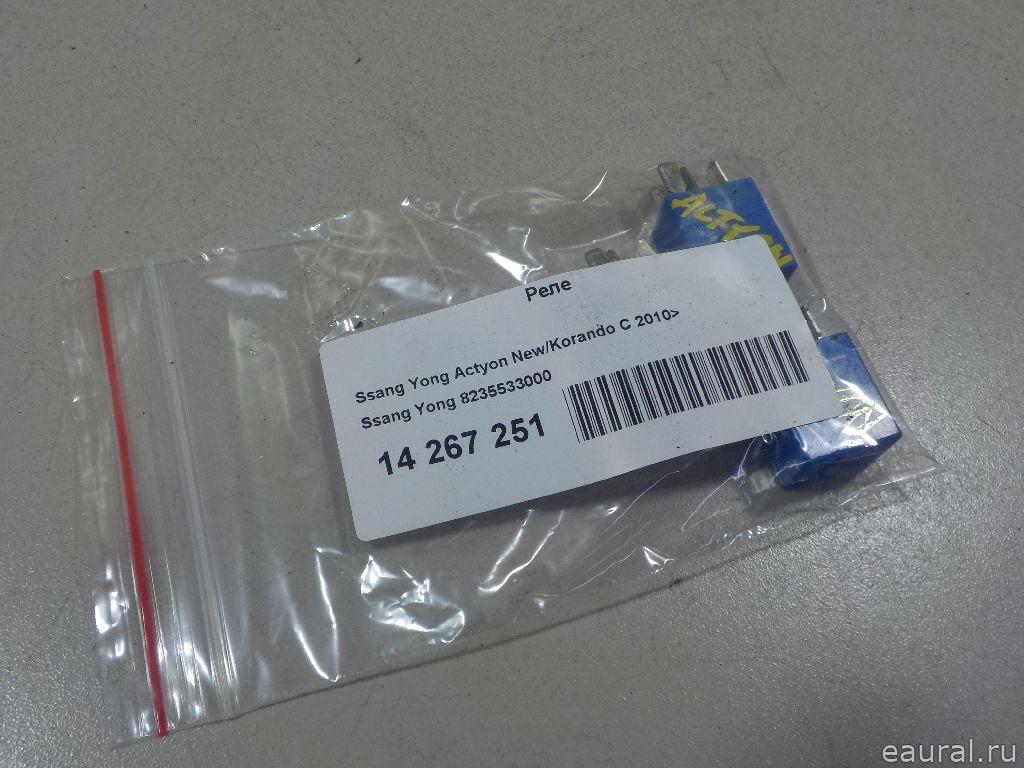 ACTYON
Реле
Ssang Yong Actyon New/Korando C 2010>
Ssang Yong 8235533000
14 267 251
eaural.ru